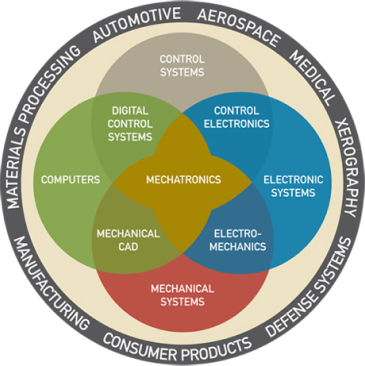 MATERIALS PROCESSING
AUTOMOTIVE
AEROSPACE
MEDICAL
XEROGRAPHY
CONTROL
SYSTEMS
DIGITAL
CONTROL
SYSTEMS
CONTROL
ELECTRONICS
COMPUTERS
MECHATRONICS
ELECTRONIC
SYSTEMS
MECHANICAL
CAD
ELECTRO-
MECHANICS
MECHANICAL
SYSTEMS
MANUFACTURING
CONSUMER PRODUCTS
DEFENSE SYSTEMS